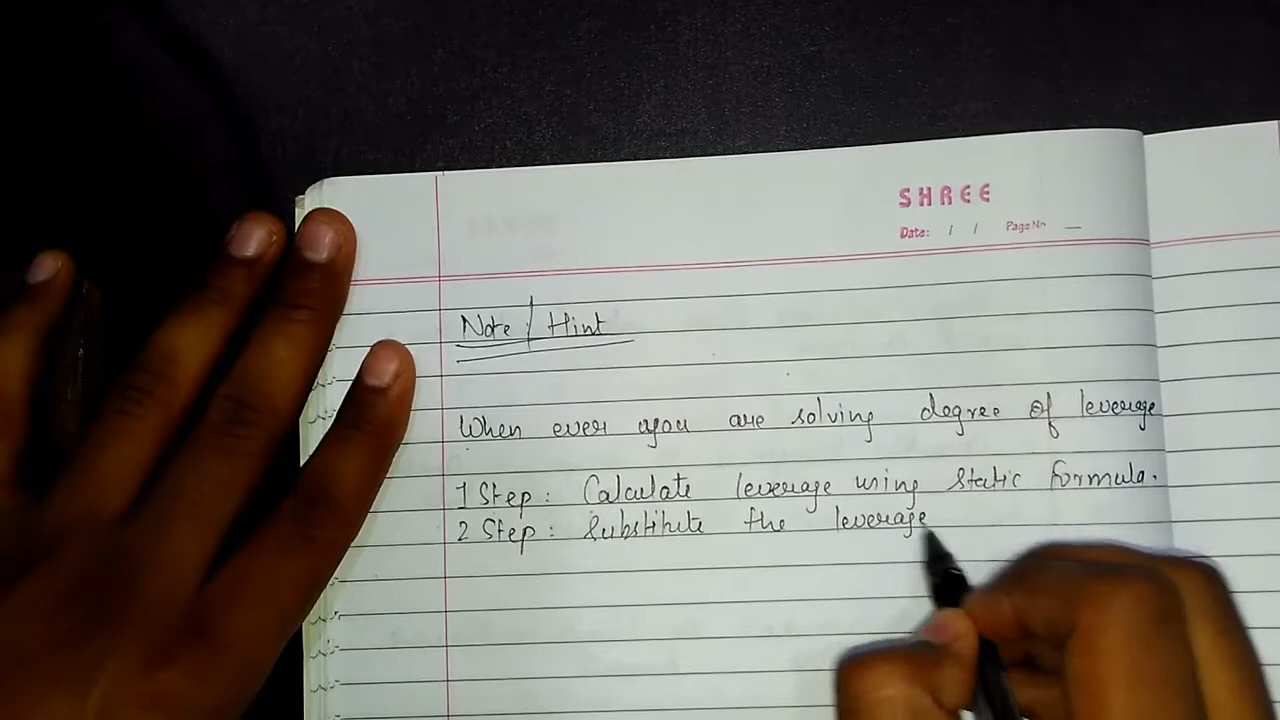 SHREE
Date: / / Page No
Note / Hint
When ever you are solving degree of leverage
1 Step: Calculate leverage using Static formula.
2 Step: Substitute the leverage